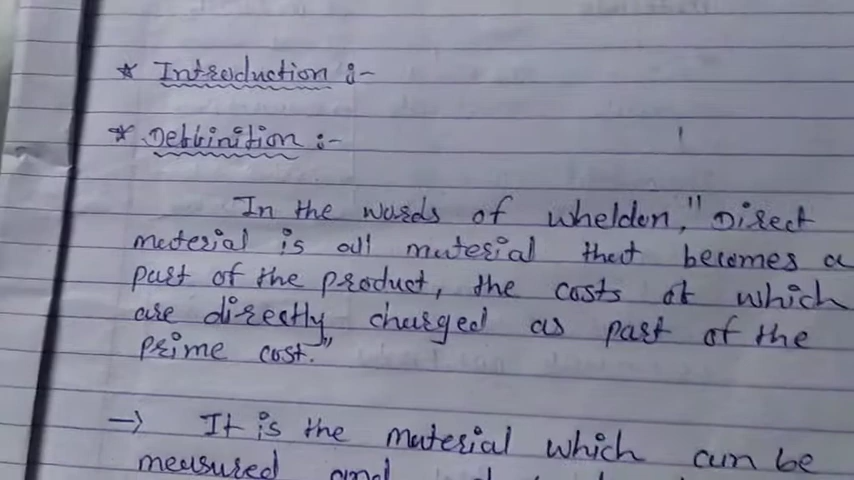 * Introduction :-
* Deffinition :-
In the words of wheldon, "Direct
material is all material that becomes a
part of the product, the costs of which
are directly charged as part of the
prime cost."
→ It is the material which can be
measured and